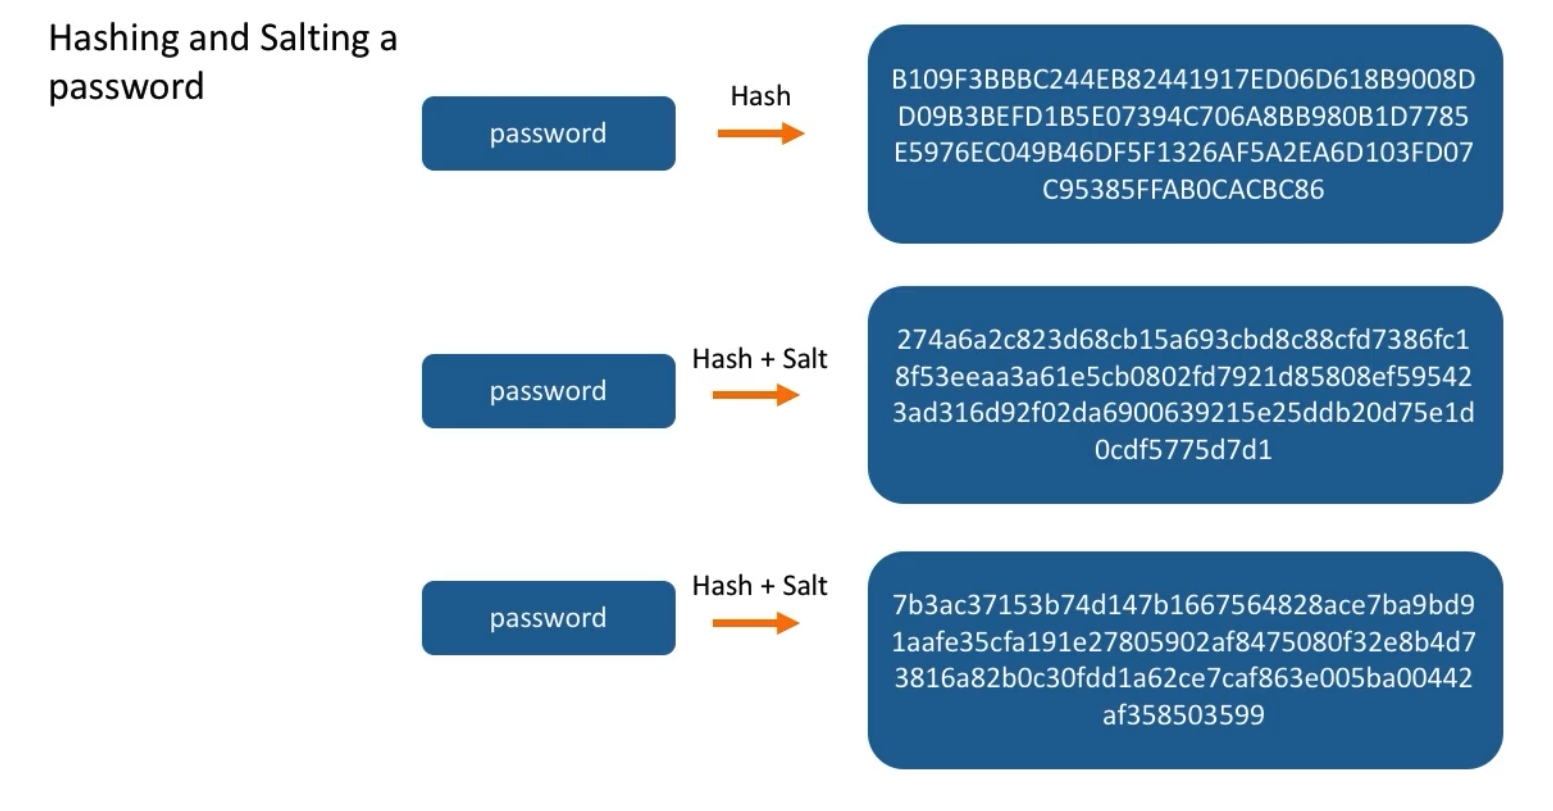 Hashing and Salting a
password
password
Hash
B109F3BBBC244EB82441917ED06D618B9008D
D09B3BEFD1B5E07394C706A8BB980B1D7785
E5976EC049B46DF5F1326AF5A2EA6D103FD07
C95385FFAB0CACBC86
password
Hash + Salt
274a6a2c823d68cb15a693cbd8c88cfd7386fc1
8f53eeaa3a61e5cb0802fd7921d85808ef59542
3ad316d92f02da6900639215e25ddb20d75e1d
0cdf5775d7d1
password
Hash + Salt
7b3ac37153b74d147b1667564828ace7ba9bd9
1aafe35cfa191e27805902af8475080f32e8b4d7
3816a82b0c30fdd1a62ce7caf863e005ba00442
af358503599